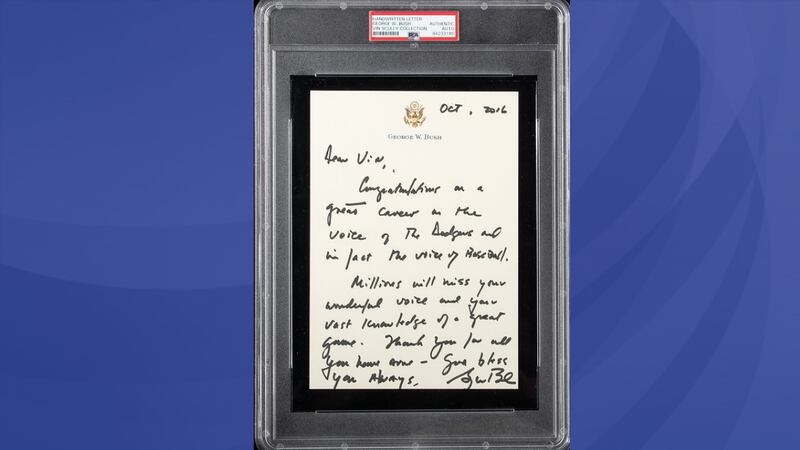 HANDWRITTEN LETTER
GEORGE W. BUSH AUTHENTIC
VIN SCULLY COLLECTION AUTO
PSA 84233185
OCT, 2016
GEORGE W. BUSH
Dear Vin,
Congratulations on a
great career as the
voice of The Dodgers and
in fact the voice of Baseball.
Millions will miss your
wonderful voice and your
vast knowledge of a great
game. Thank you for all
you have done - God bless
you always.